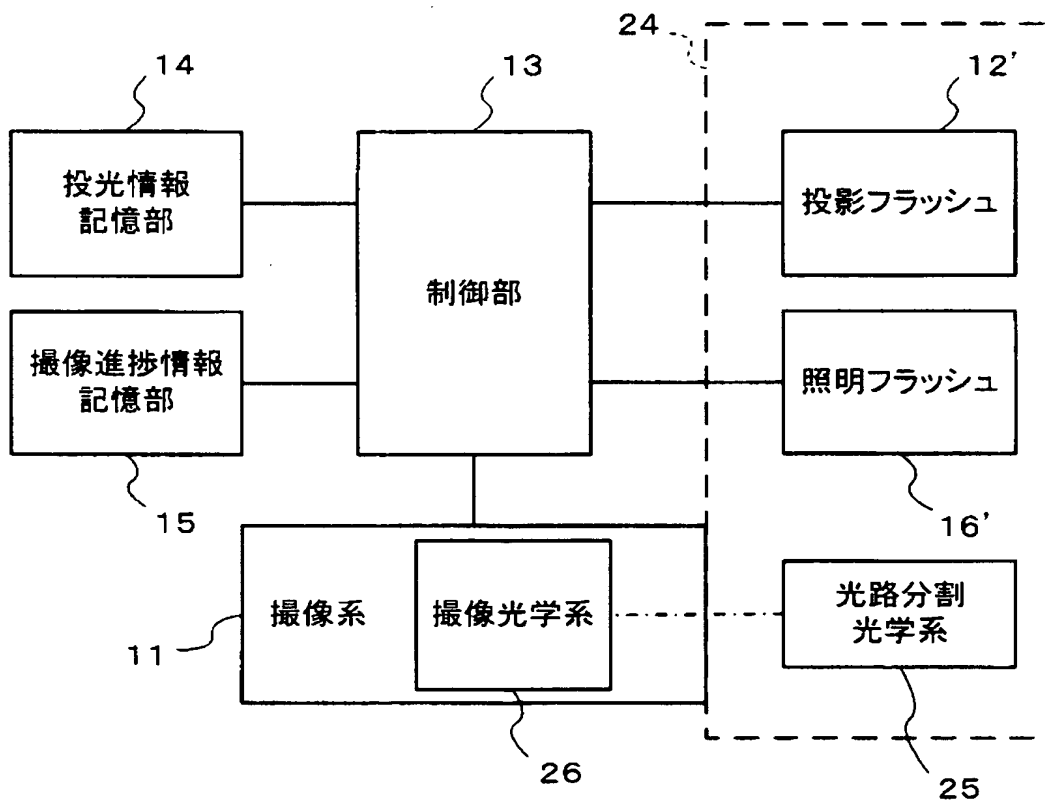 24
14
13
12'
投光情報
記憶部
制御部
投影フラッシュ
撮像進捗情報
記憶部
照明フラッシュ
15
16'
撮像系
撮像光学系
光路分割
光学系
11
26
25